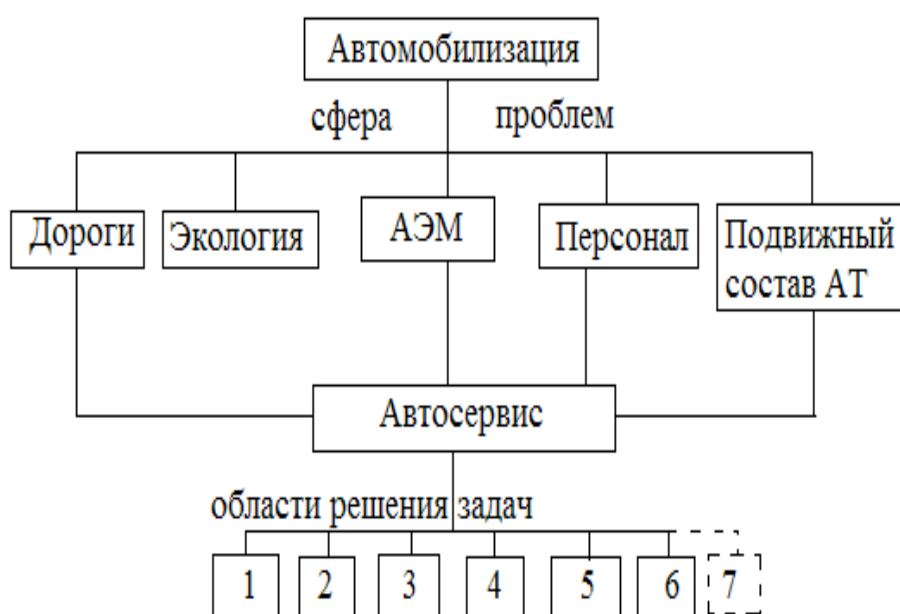 Автомобилизация
сфера проблем
Дороги
Экология
АЭМ
Персонал
Подвижный
состав АТ
Автосервис
области решения задач
1 2 3 4 5 6 7